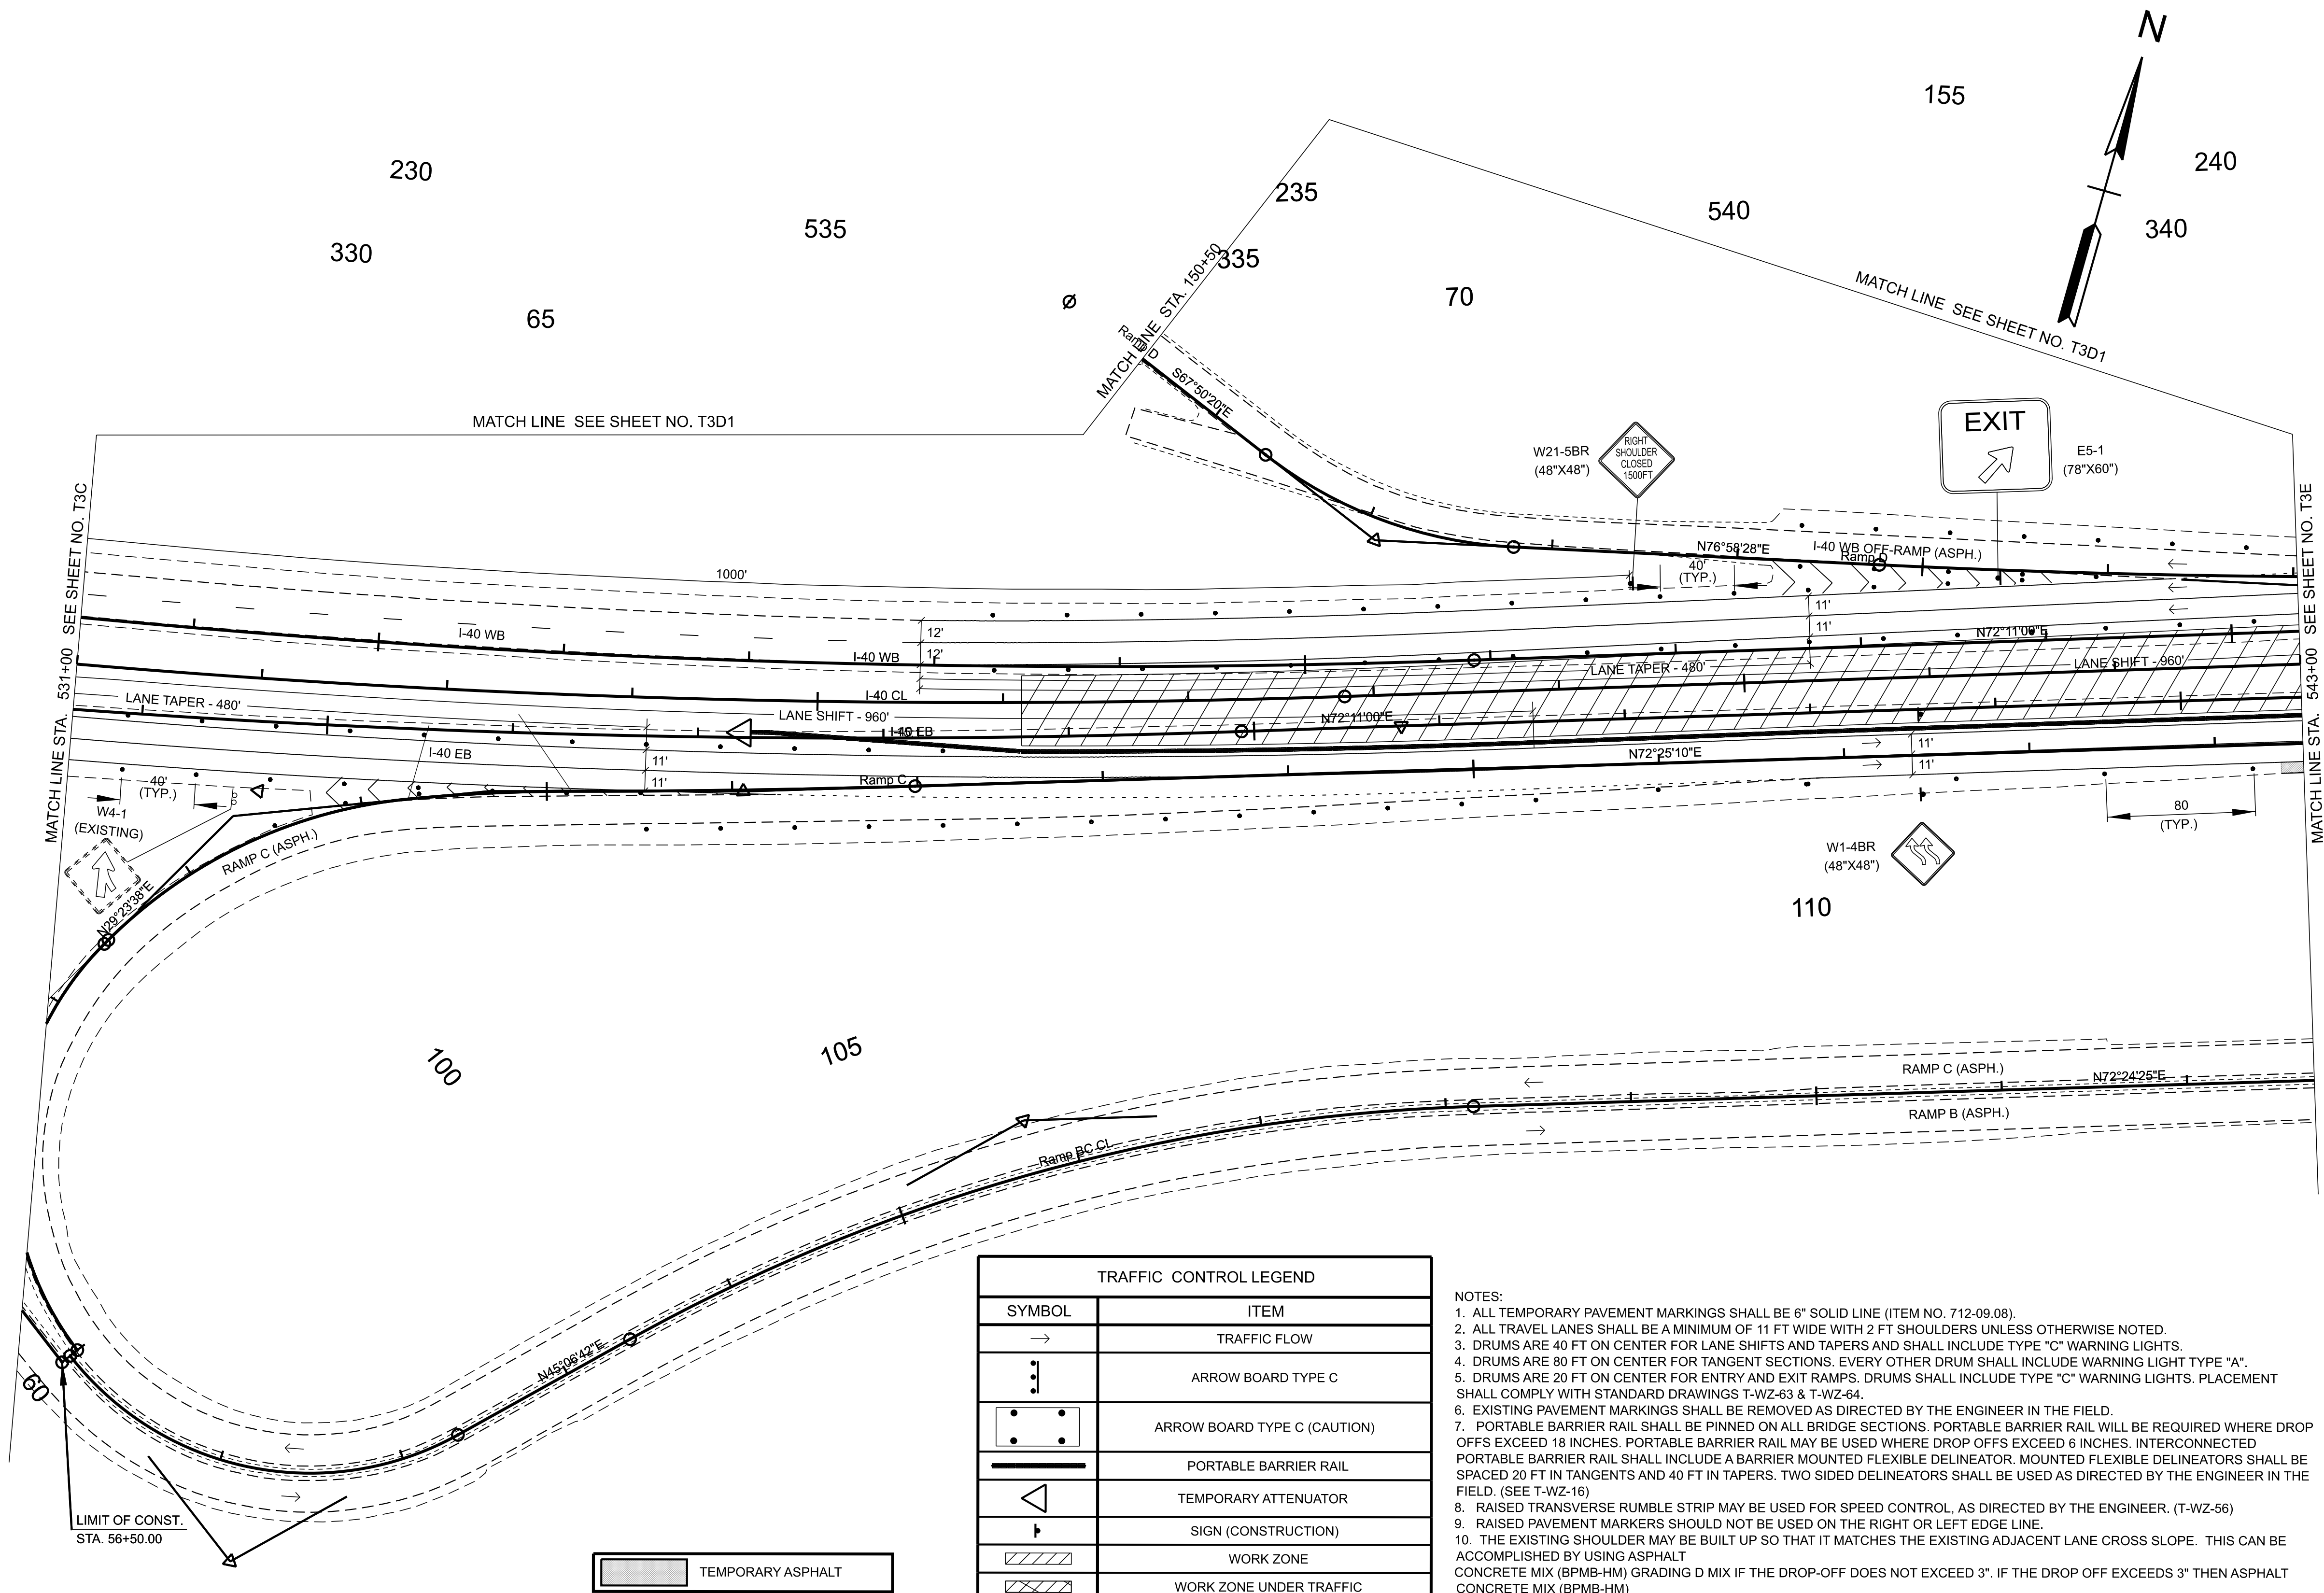 N
155
230
240
235
540
535
340
330
335
70
65
MATCH LINE STA. 150+50
MATCH LINE SEE SHEET NO. T3D1
Ramp D
S67°50'20"E
MATCH LINE SEE SHEET NO. T3D1
W21-5BR
(48"X48")
RIGHT
SHOULDER
CLOSED
1500FT
EXIT
E5-1
(78"X60")
MATCH LINE STA. 531+00 SEE SHEET NO. T3C
MATCH LINE STA. 543+00 SEE SHEET NO. T3E
N76°58'28"E
I-40 WB OFF-RAMP (ASPH.)
Ramp D
1000'
40'
(TYP.)
11'
11'
I-40 WB
12'
12'
I-40 WB
N72°11'00"E
LANE TAPER - 480'
LANE SHIFT - 960'
I-40 CL
LANE TAPER - 480'
LANE SHIFT - 960'
N72°11'00"E
I-40 EB
I-40 EB
N72°25'10"E
11'
11'
11'
11'
Ramp C
40'
(TYP.)
W4-1
(EXISTING)
80
(TYP.)
RAMP C (ASPH.)
W1-4BR
(48"X48")
N29°23'38"E
110
105
100
RAMP C (ASPH.)
N72°24'25"E
RAMP B (ASPH.)
Ramp BC CL
N45°06'42"E
60
LIMIT OF CONST.
STA. 56+50.00
TEMPORARY ASPHALT
TRAFFIC CONTROL LEGEND
SYMBOL ITEM
TRAFFIC FLOW
ARROW BOARD TYPE C
ARROW BOARD TYPE C (CAUTION)
PORTABLE BARRIER RAIL
TEMPORARY ATTENUATOR
SIGN (CONSTRUCTION)
WORK ZONE
WORK ZONE UNDER TRAFFIC
NOTES:
1. ALL TEMPORARY PAVEMENT MARKINGS SHALL BE 6" SOLID LINE (ITEM NO. 712-09.08).
2. ALL TRAVEL LANES SHALL BE A MINIMUM OF 11 FT WIDE WITH 2 FT SHOULDERS UNLESS OTHERWISE NOTED.
3. DRUMS ARE 40 FT ON CENTER FOR LANE SHIFTS AND TAPERS AND SHALL INCLUDE TYPE "C" WARNING LIGHTS.
4. DRUMS ARE 80 FT ON CENTER FOR TANGENT SECTIONS. EVERY OTHER DRUM SHALL INCLUDE WARNING LIGHT TYPE "A".
5. DRUMS ARE 20 FT ON CENTER FOR ENTRY AND EXIT RAMPS. DRUMS SHALL INCLUDE TYPE "C" WARNING LIGHTS. PLACEMENT
SHALL COMPLY WITH STANDARD DRAWINGS T-WZ-63 & T-WZ-64.
6. EXISTING PAVEMENT MARKINGS SHALL BE REMOVED AS DIRECTED BY THE ENGINEER IN THE FIELD.
7. PORTABLE BARRIER RAIL SHALL BE PINNED ON ALL BRIDGE SECTIONS. PORTABLE BARRIER RAIL WILL BE REQUIRED WHERE DROP
OFFS EXCEED 18 INCHES. PORTABLE BARRIER RAIL MAY BE USED WHERE DROP OFFS EXCEED 6 INCHES. INTERCONNECTED
PORTABLE BARRIER RAIL SHALL INCLUDE A BARRIER MOUNTED FLEXIBLE DELINEATOR. MOUNTED FLEXIBLE DELINEATORS SHALL BE
SPACED 20 FT IN TANGENTS AND 40 FT IN TAPERS. TWO SIDED DELINEATORS SHALL BE USED AS DIRECTED BY THE ENGINEER IN THE
FIELD. (SEE T-WZ-16)
8. RAISED TRANSVERSE RUMBLE STRIP MAY BE USED FOR SPEED CONTROL, AS DIRECTED BY THE ENGINEER. (T-WZ-56)
9. RAISED PAVEMENT MARKERS SHOULD NOT BE USED ON THE RIGHT OR LEFT EDGE LINE.
10. THE EXISTING SHOULDER MAY BE BUILT UP SO THAT IT MATCHES THE EXISTING ADJACENT LANE CROSS SLOPE. THIS CAN BE
ACCOMPLISHED BY USING ASPHALT
CONCRETE MIX (BPMB-HM) GRADING D MIX IF THE DROP-OFF DOES NOT EXCEED 3". IF THE DROP OFF EXCEEDS 3" THEN ASPHALT
CONCRETE MIX (BPMB-HM)